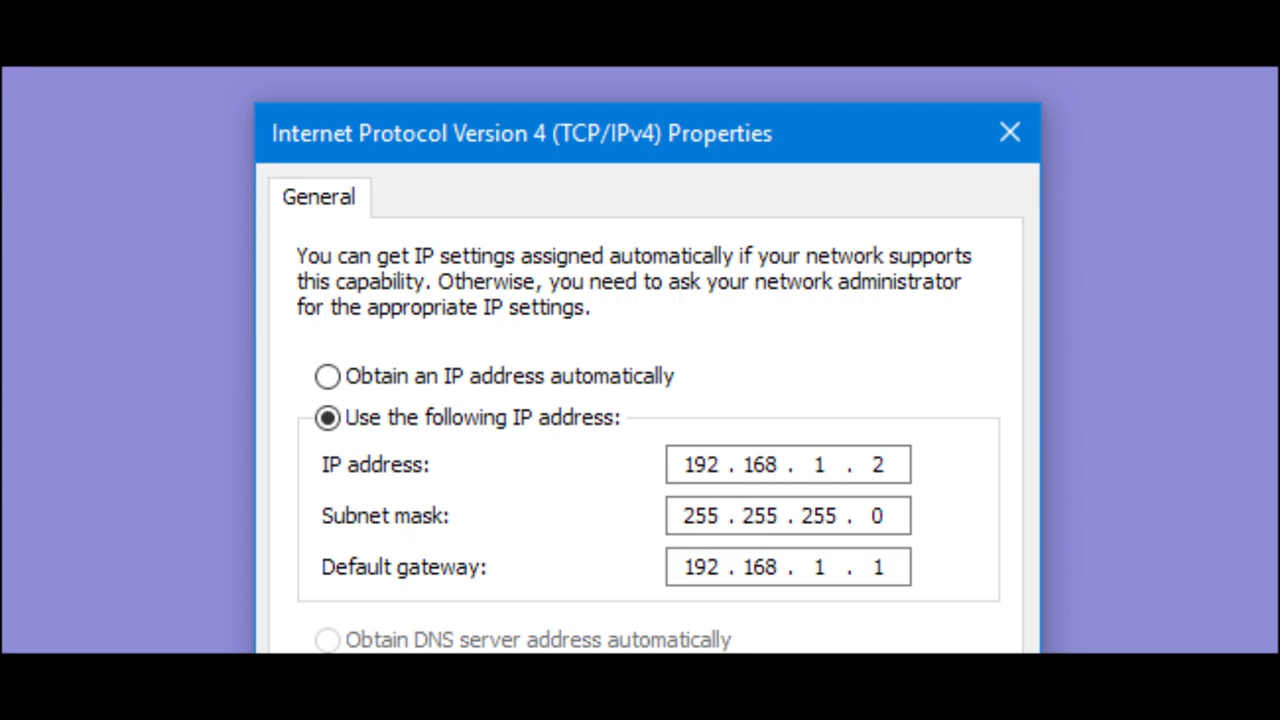 Internet Protocol Version 4 (TCP/IPv4) Properties
General
You can get IP settings assigned automatically if your network supports
this capability. Otherwise, you need to ask your network administrator
for the appropriate IP settings.
Obtain an IP address automatically
Use the following IP address:
IP address: 192 . 168 . 1 . 2
Subnet mask: 255 . 255 . 255 . 0
Default gateway: 192 . 168 . 1 . 1
Obtain DNS server address automatically